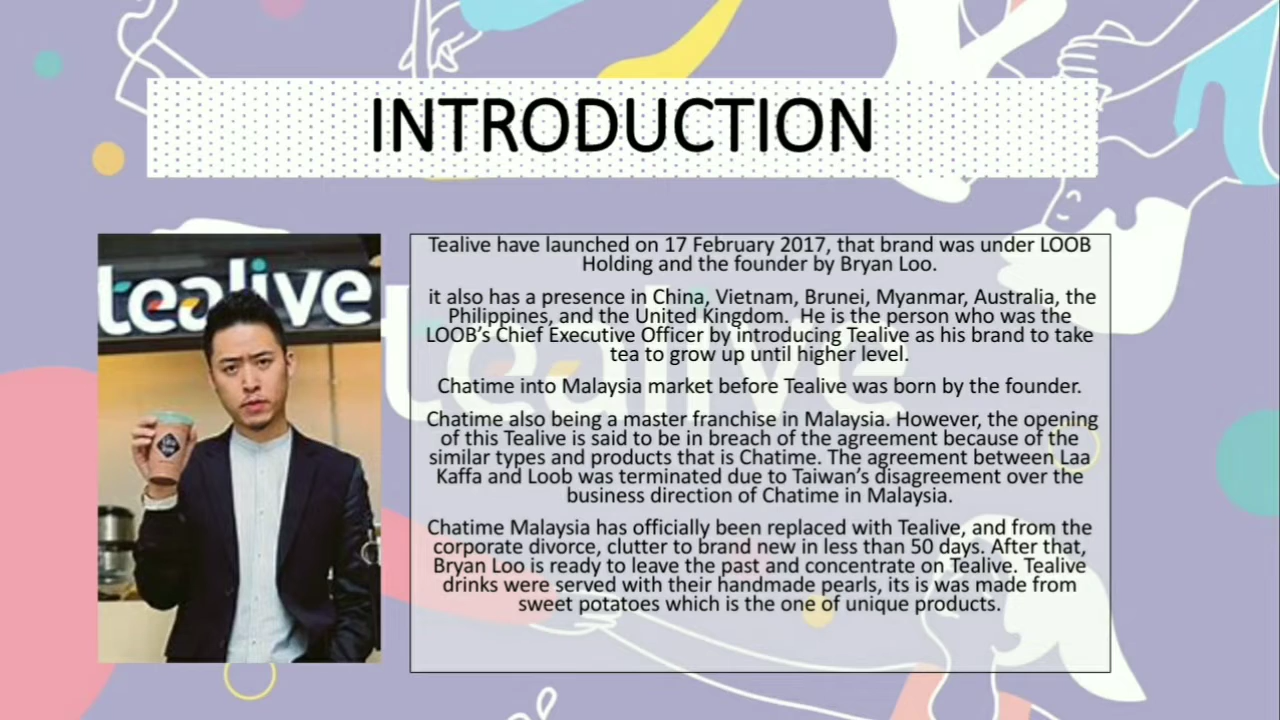 INTRODUCTION
tealive
tealive
Tealive have launched on 17 February 2017, that brand was under LOOB
Holding and the founder by Bryan Loo.
it also has a presence in China, Vietnam, Brunei, Myanmar, Australia, the
Philippines, and the United Kingdom. He is the person who was the
LOOB’s Chief Executive Officer by introducing Tealive as his brand to take
tea to grow up until higher level.
Chatime into Malaysia market before Tealive was born by the founder.
Chatime also being a master franchise in Malaysia. However, the opening
of this Tealive is said to be in breach of the agreement because of the
similar types and products that is Chatime. The agreement between Laa
Kaffa and Loob was terminated due to Taiwan’s disagreement over the
business direction of Chatime in Malaysia.
Chatime Malaysia has officially been replaced with Tealive, and from the
corporate divorce, clutter to brand new in less than 50 days. After that,
Bryan Loo is ready to leave the past and concentrate on Tealive. Tealive
drinks were served with their handmade pearls, its is was made from
sweet potatoes which is the one of unique products.